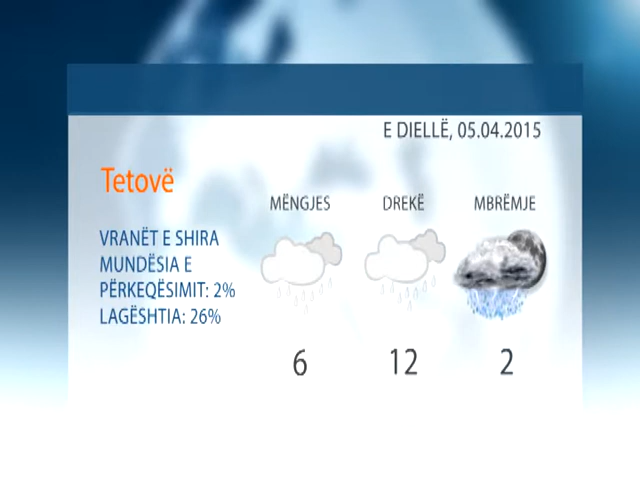 E DIELLË, 05.04.2015
Tetovë
MËNGJES DREKË MBRËMJE
VRANËT E SHIRA
MUNDËSIA E
PËRKEQËSIMIT: 2%
LAGËSHTIA: 26%
6 12 2